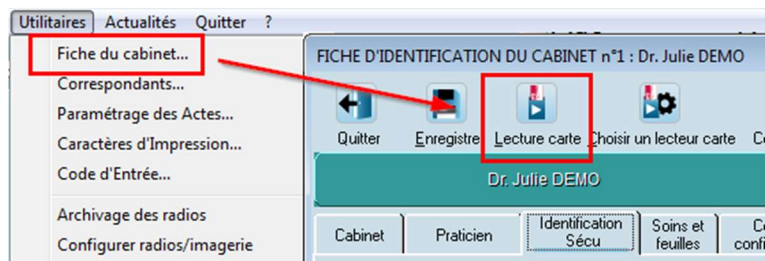 Utilitaires Actualités Quitter ?
Fiche du cabinet...
Correspondants...
Paramétrage des Actes...
Caractères d'Impression...
Code d'Entrée...
Archivage des radios
Configurer radios/imagerie
FICHE D'IDENTIFICATION DU CABINET n°1 : Dr. Julie DEMO
Quitter Enregistre Lecture carte Choisir un lecteur carte
Dr. Julie DEMO
Cabinet Praticien Identification Sécu Soins et feuilles